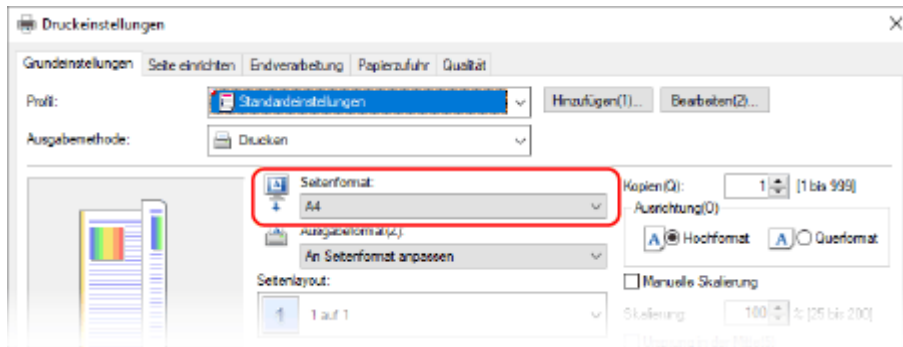 Druckeinstellungen
Grundeinstellungen Seite einrichten Endverarbeitung Papierzufuhr Qualität
Profil: Standardeinstellungen Hinzufügen(1)... Bearbeiten(2)...
Ausgabemethode: Drucken
Seitenformat: Kopien(Q): 1 [1 bis 999]
A4 Ausrichtung(O)
Ausgabeformat(Z): A Hochformat A Querformat
An Seitenformat anpassen
Seitenlayout: Manuelle Skalierung
1 1 auf 1 Skalierung: 100 % [25 bis 200]